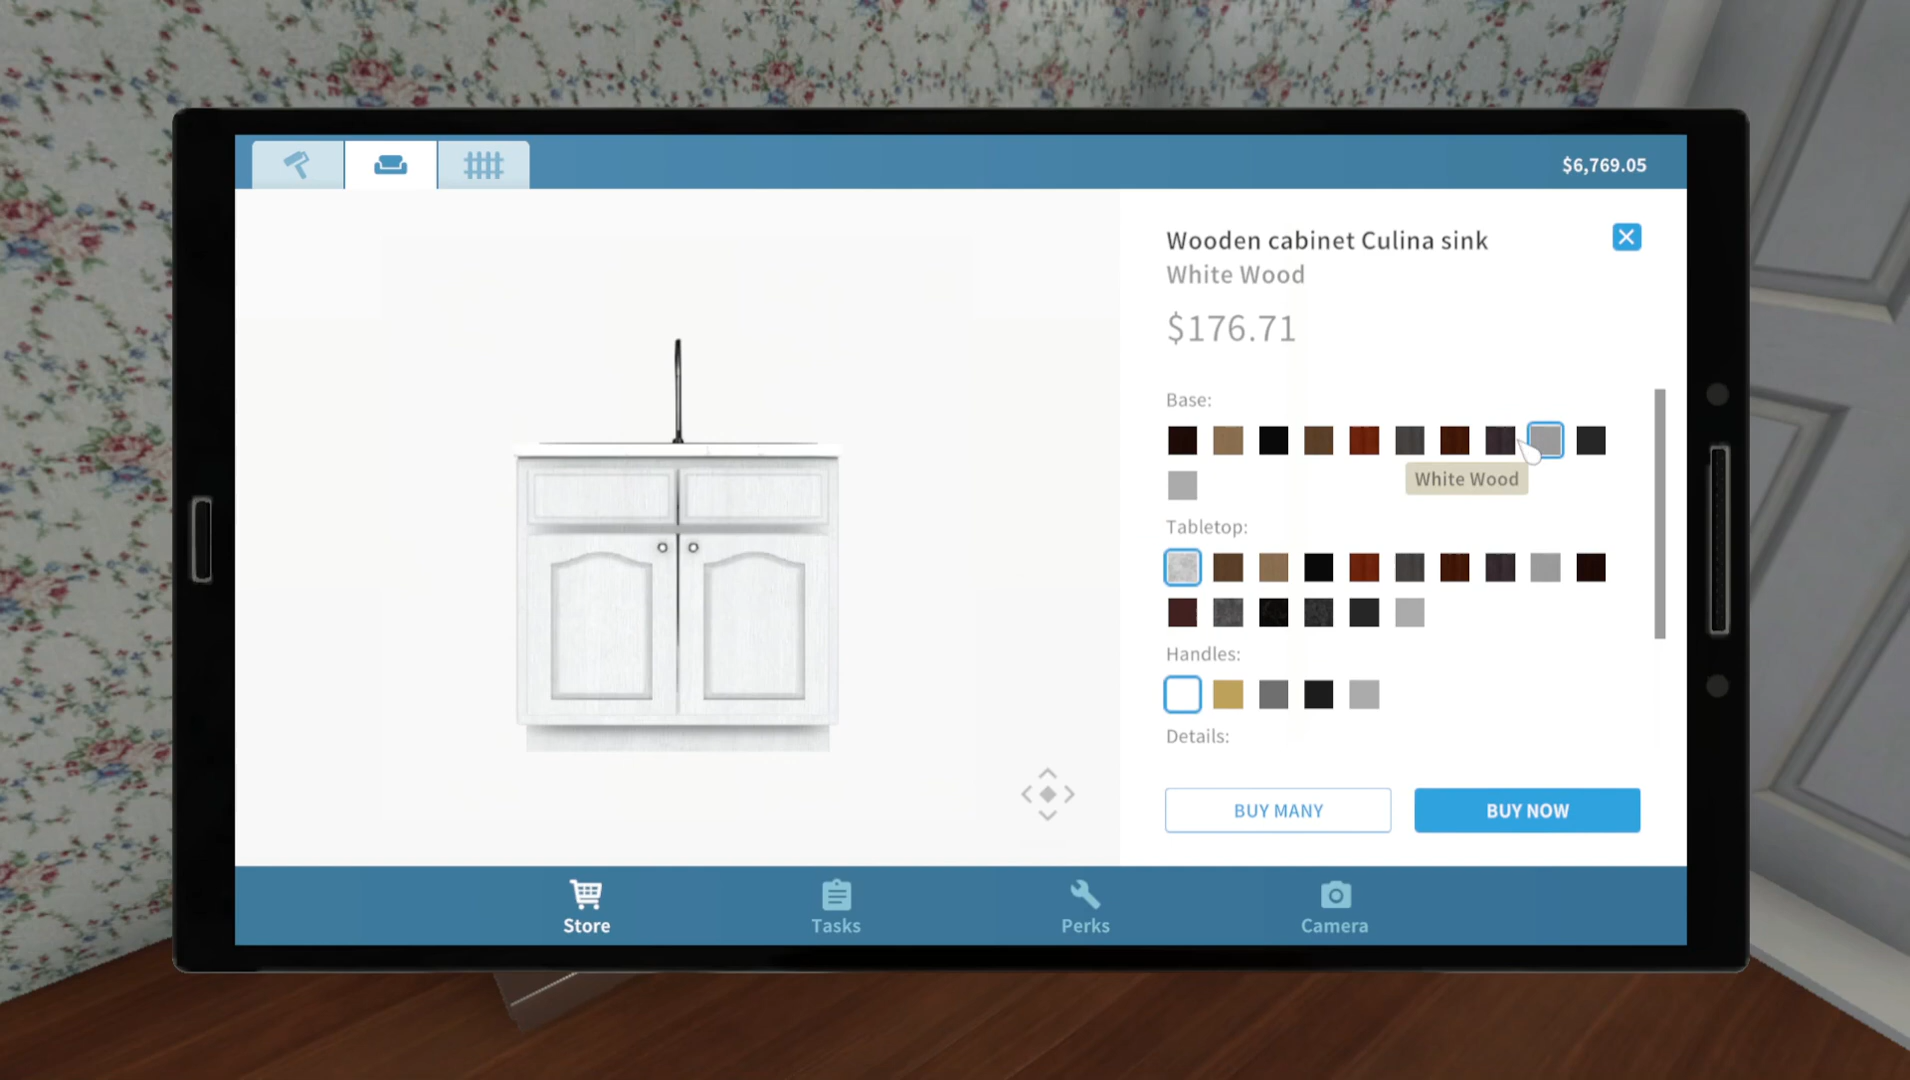 $6,769.05
Wooden cabinet Culina sink
White Wood
$176.71
Base:
White Wood
Tabletop:
Handles:
Details:
BUY MANY
BUY NOW
Store
Tasks
Perks
Camera